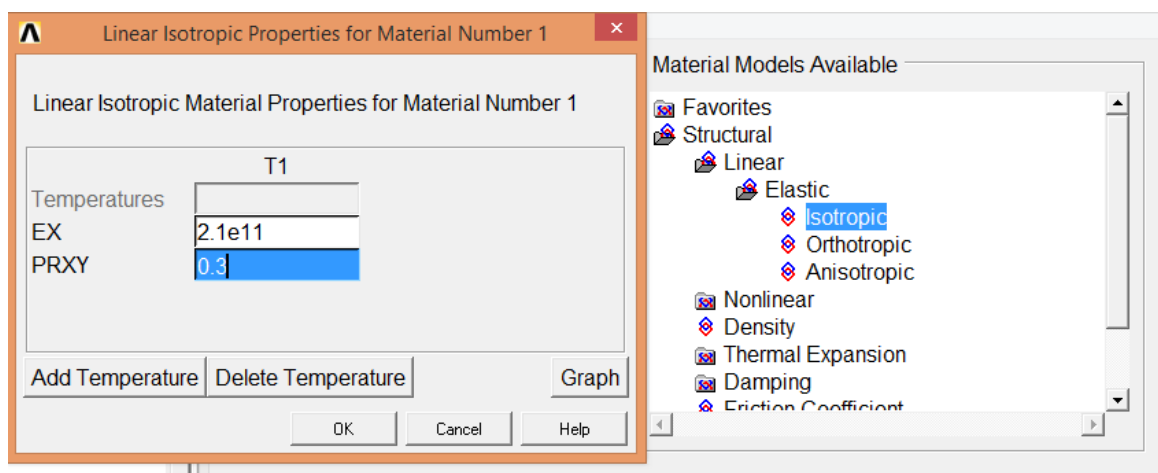 Linear Isotropic Properties for Material Number 1
Linear Isotropic Material Properties for Material Number 1
T1
Temperatures
EX 2.1e11
PRXY 0.3
Add Temperature Delete Temperature Graph
OK Cancel Help
Material Models Available
Favorites
Structural
Linear
Elastic
Isotropic
Orthotropic
Anisotropic
Nonlinear
Density
Thermal Expansion
Damping
Friction Coefficient